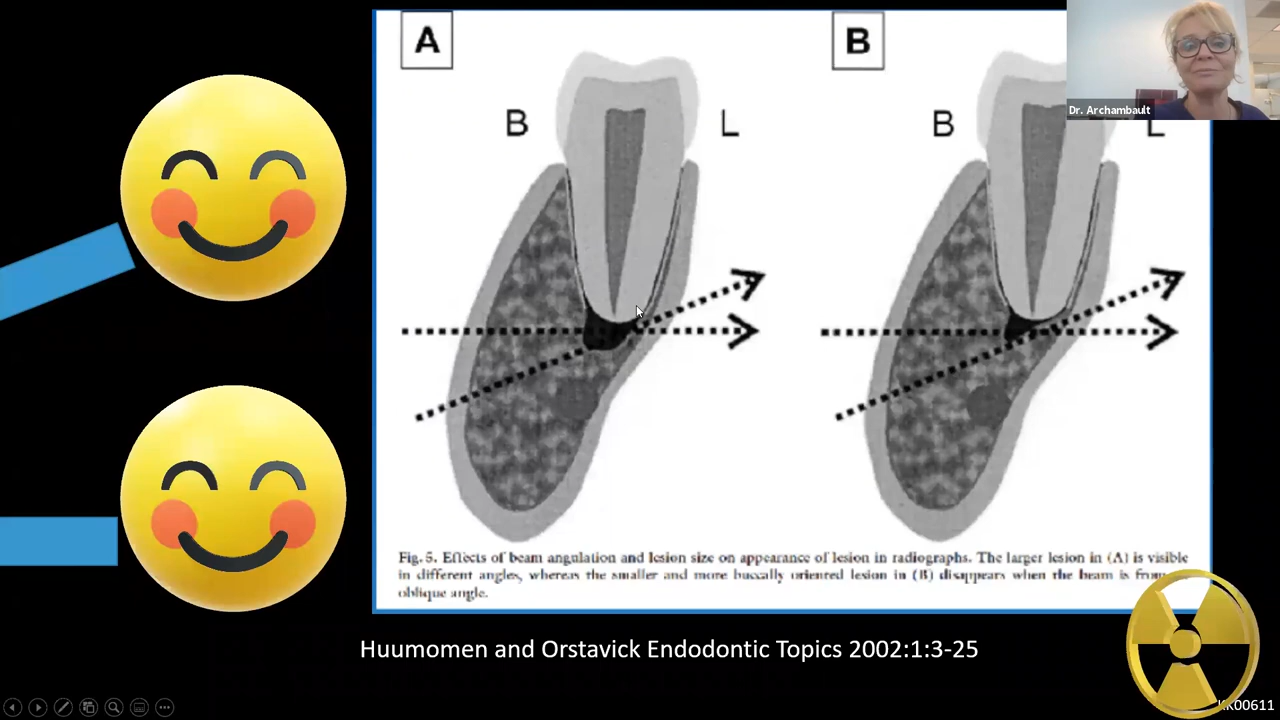 A
B
B
L
B
L
Dr. Archambault
Fig. 5. Effects of beam angulation and lesion size on appearance of lesion in radiographs. The larger lesion in (A) is visible
in different angles, whereas the smaller and more buccally oriented lesion in (B) disappears when the beam is from
oblique angle.
Huumomen and Orstavick Endodontic Topics 2002:1:3-25
K00611